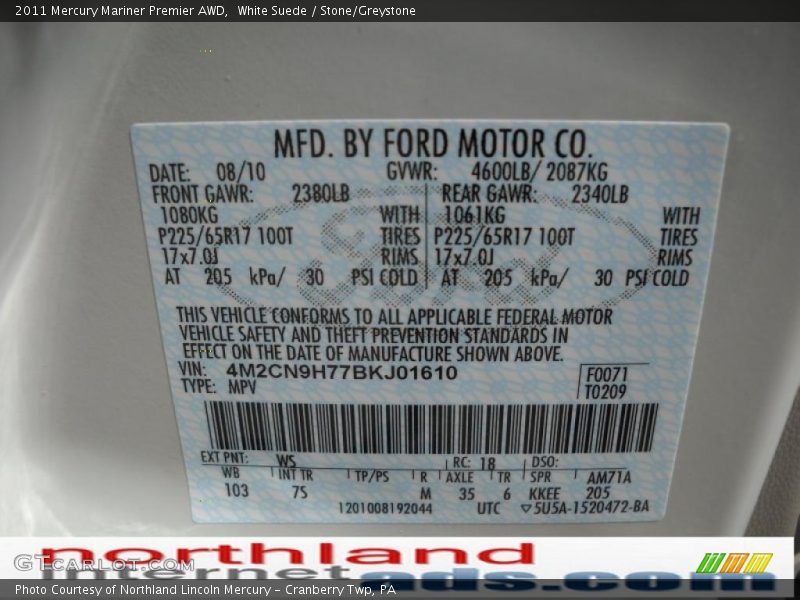 2011 Mercury Mariner Premier AWD, White Suede / Stone/Greystone
MFD. BY FORD MOTOR CO.
DATE: 08/10 GVWR: 4600LB/ 2087KG
FRONT GAWR: 2380LB REAR GAWR: 2340LB
1080KG WITH 1061KG WITH
P225/65R17 100T TIRES P225/65R17 100T TIRES
17x7.0J RIMS 17x7.0J RIMS
AT 205 kPa/ 30 PSI COLD AT 205 kPa/ 30 PSI COLD
THIS VEHICLE CONFORMS TO ALL APPLICABLE FEDERAL MOTOR
VEHICLE SAFETY AND THEFT PREVENTION STANDARDS IN
EFFECT ON THE DATE OF MANUFACTURE SHOWN ABOVE.
VIN: 4M2CN9H77BKJ01610 F0071
TYPE: MPV T0209
EXT PNT: WS RC: 18 DSO:
WB INT TR TP/PS R AXLE TR SPR AM71A
103 7S M 35 6 KKEE 205
1201008192044 UTC ▽5U5A-1520472-BA
northland
GTCarLot.com
internet ads.com
Photo Courtesy of Northland Lincoln Mercury – Cranberry Twp, PA